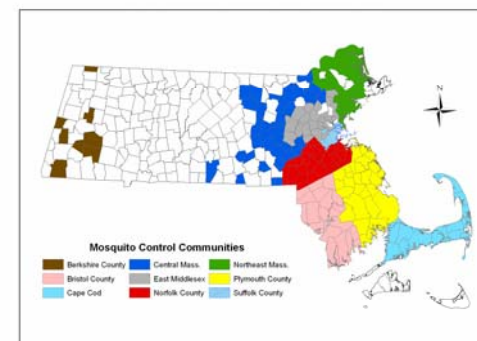 N
Mosquito Control Communities
Berkshire County Central Mass. Northeast Mass.
Bristol County East Middlesex Plymouth County
Cape Cod Norfolk County Suffolk County